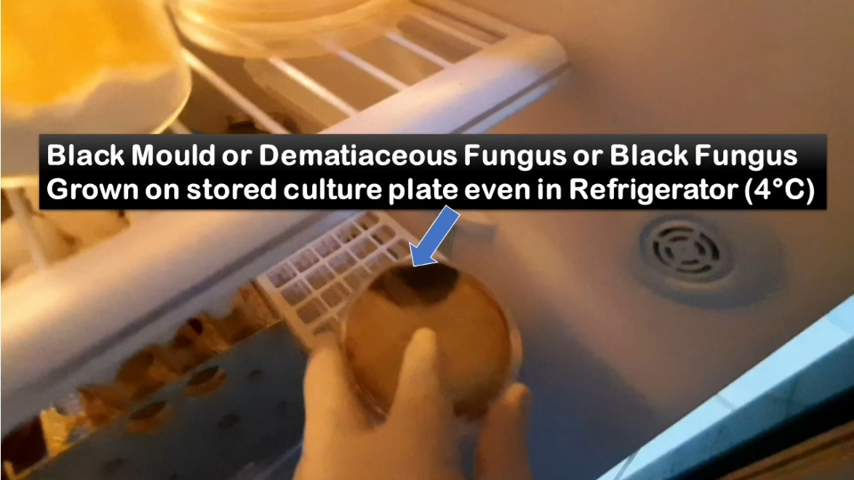 Black Mould or Dematiaceous Fungus or Black Fungus
Grown on stored culture plate even in Refrigerator (4°C)